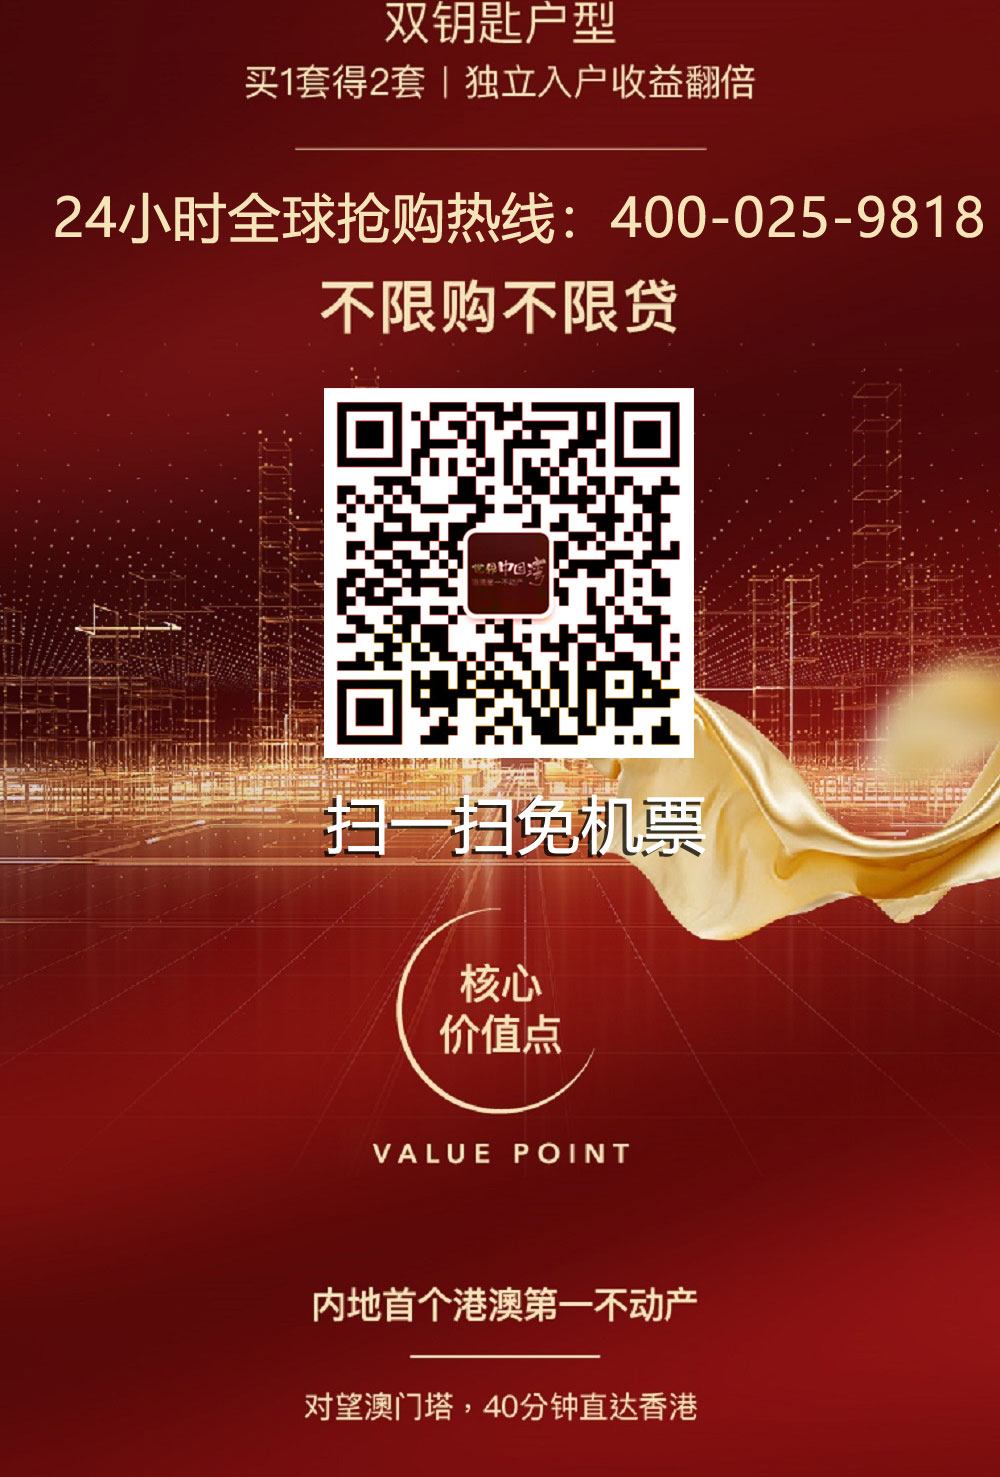 双钥匙户型
买1套得2套 | 独立入户收益翻倍
24小时全球抢购热线：400-025-9818
不限购不限贷
扫一扫免机票
核心
价值点
VALUE POINT
内地首个港澳第一不动产
对望澳门塔，40分钟直达香港